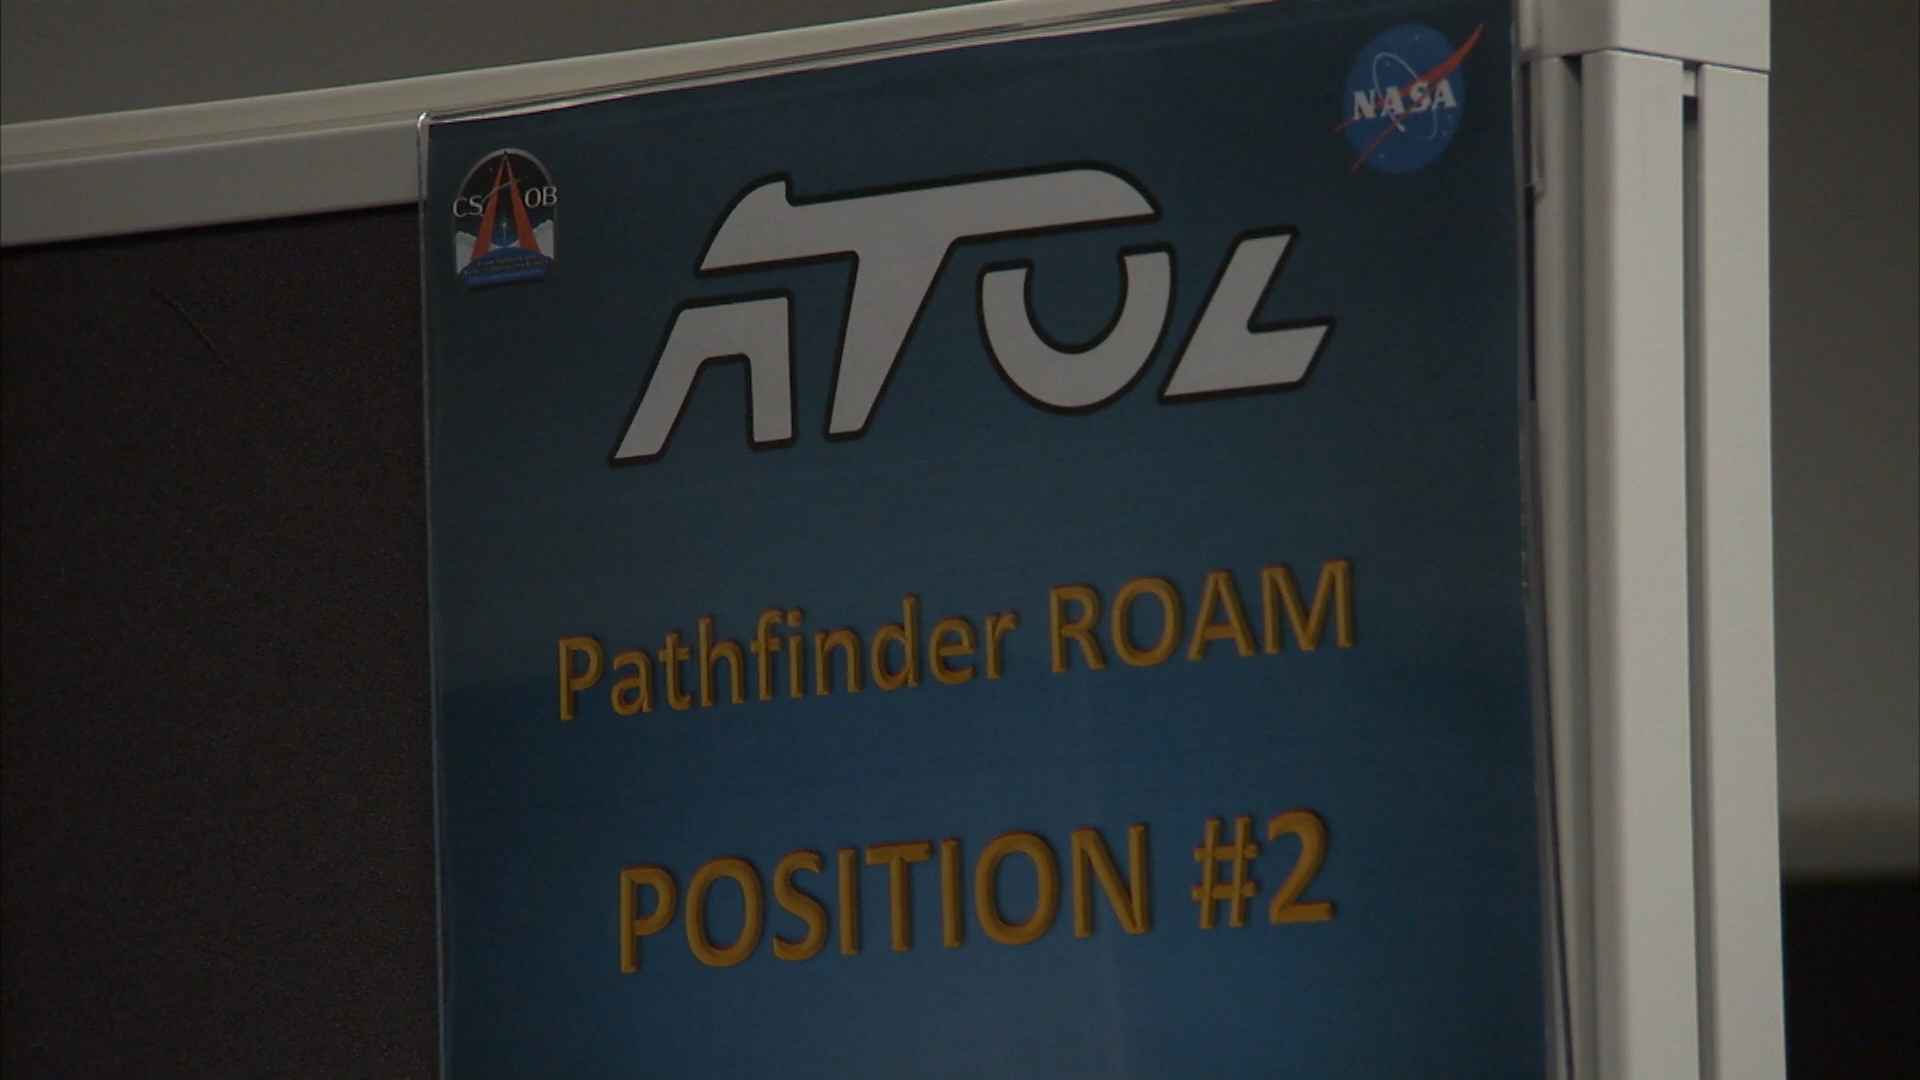 NASA
CS OB
ATOL
Pathfinder ROAM
POSITION #2